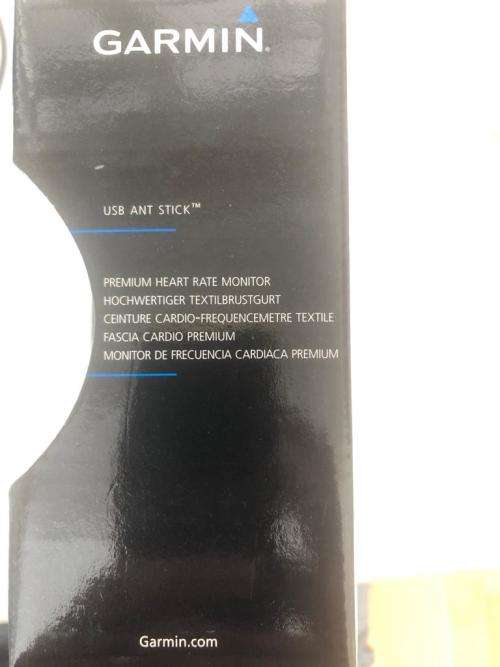 GARMIN®
USB ANT STICK™
PREMIUM HEART RATE MONITOR
HOCHWERTIGER TEXTILBRUSTGURT
CEINTURE CARDIO-FREQUENCEMETRE TEXTILE
FASCIA CARDIO PREMIUM
MONITOR DE FRECUENCIA CARDIACA PREMIUM
Garmin.com